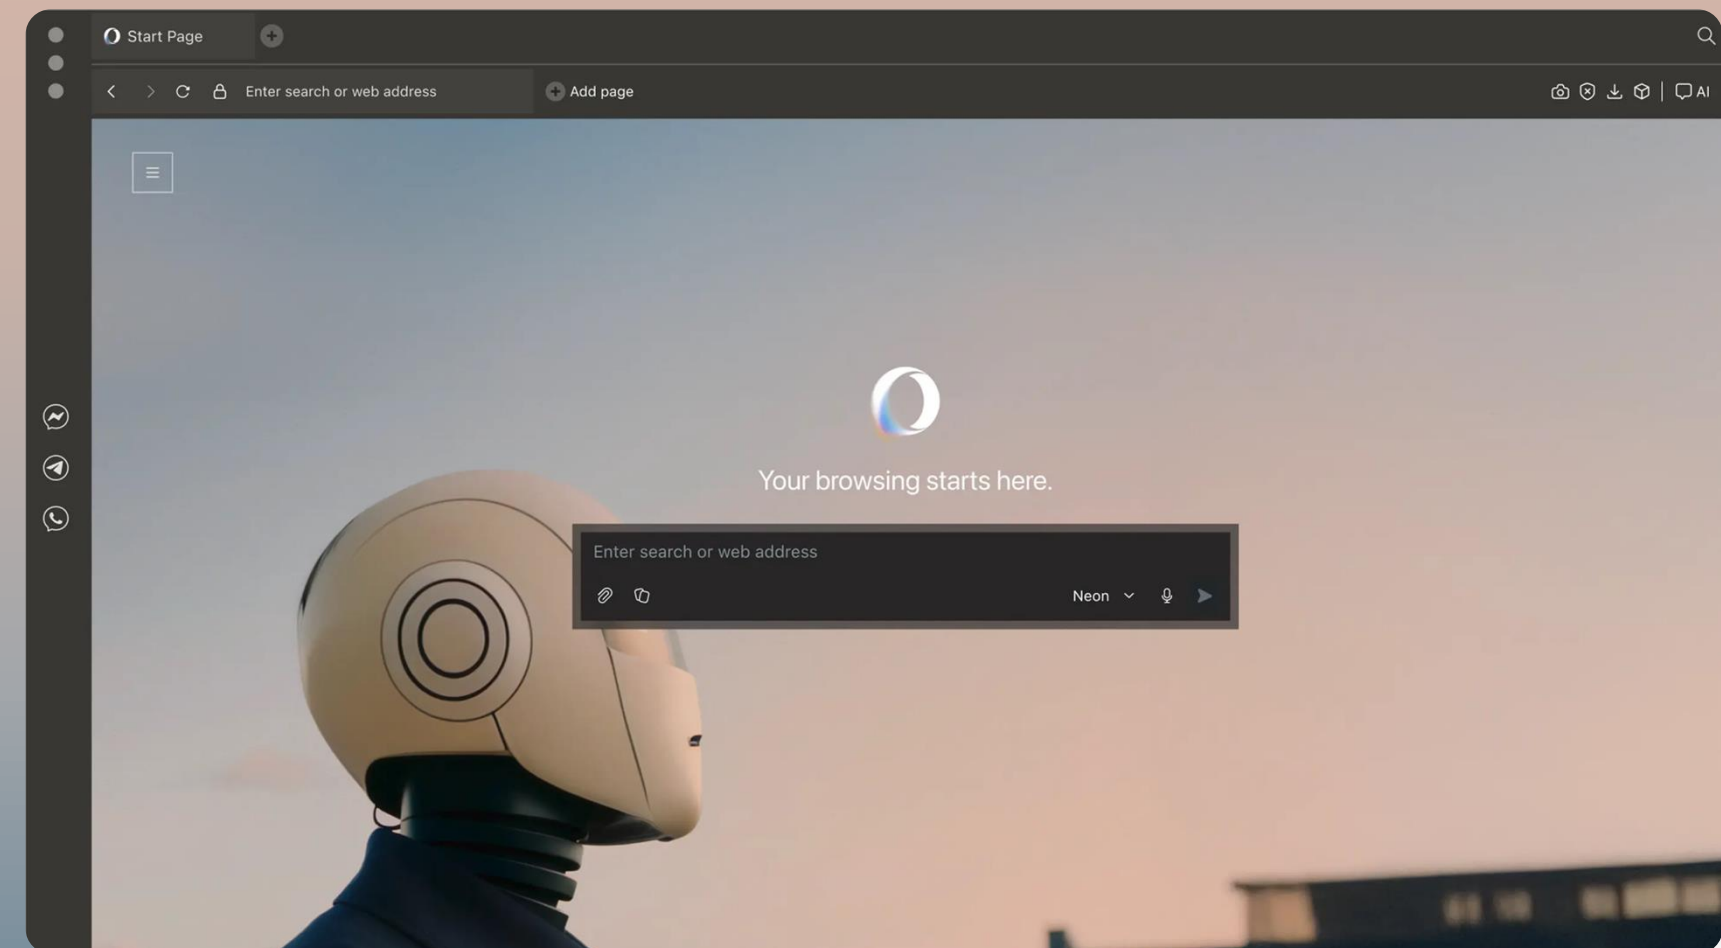 Start Page
Enter search or web address
Add page
AI
Your browsing starts here.
Enter search or web address
Neon